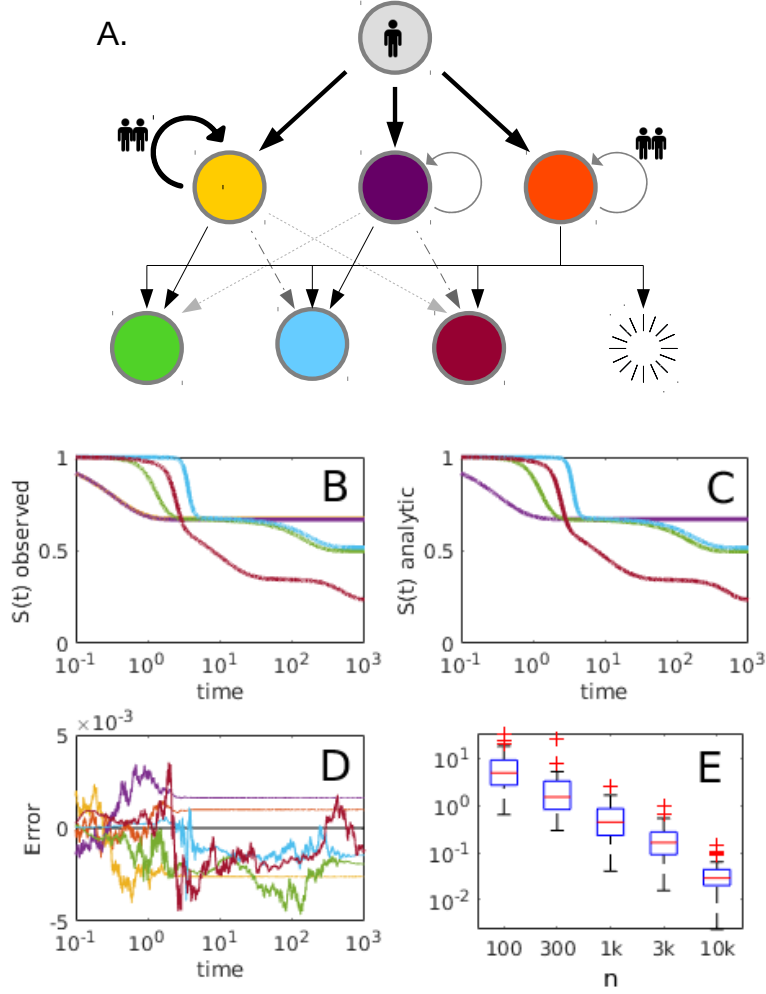 A.
B
1
0.5
0
S(t) observed
10^-1 10^0 10^1 10^2 10^3
time
C
1
0.5
0
S(t) analytic
10^-1 10^0 10^1 10^2 10^3
time
×10^-3
D
5
0
-5
Error
10^-1 10^0 10^1 10^2 10^3
time
E
10^1
10^0
10^-1
10^-2
100 300 1k 3k 10k
n